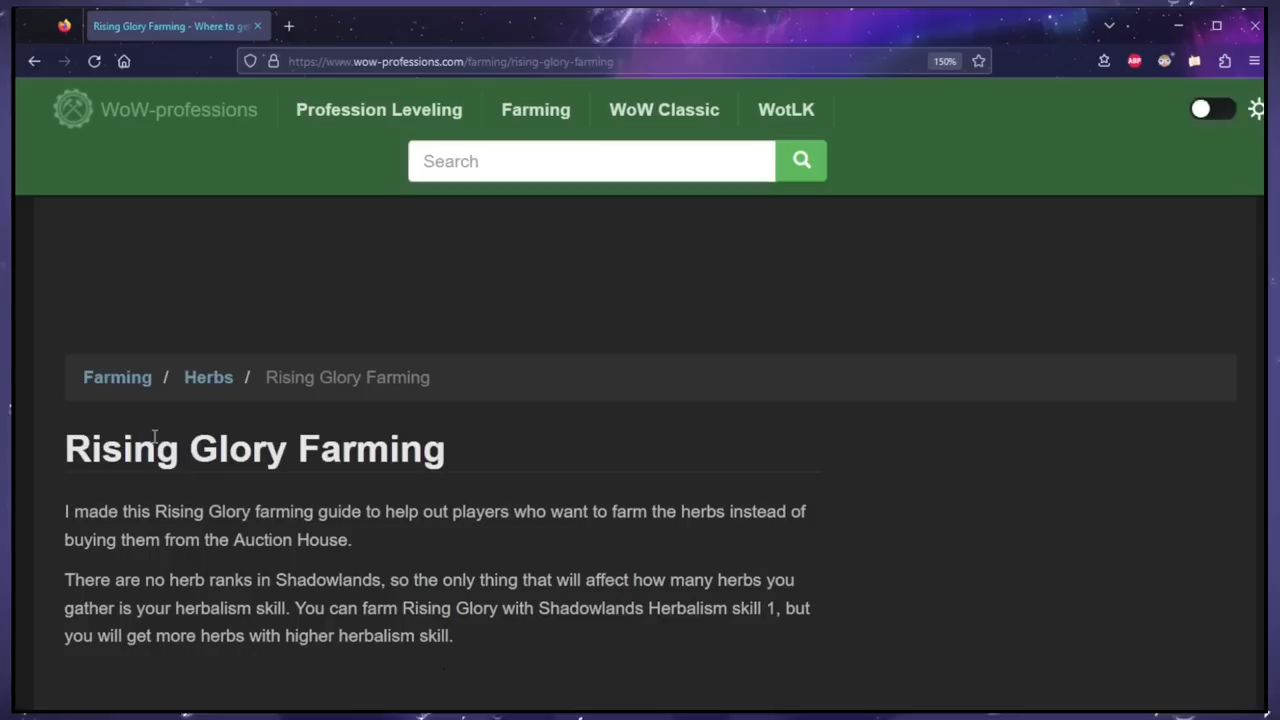 Rising Glory Farming - Where to ge
https://www.wow-professions.com/farming/rising-glory-farming
150%
ABP
WoW-professions
Profession Leveling
Farming
WoW Classic
WotLK
Search
Farming / Herbs / Rising Glory Farming
Rising Glory Farming
I made this Rising Glory farming guide to help out players who want to farm the herbs instead of
buying them from the Auction House.
There are no herb ranks in Shadowlands, so the only thing that will affect how many herbs you
gather is your herbalism skill. You can farm Rising Glory with Shadowlands Herbalism skill 1, but
you will get more herbs with higher herbalism skill.